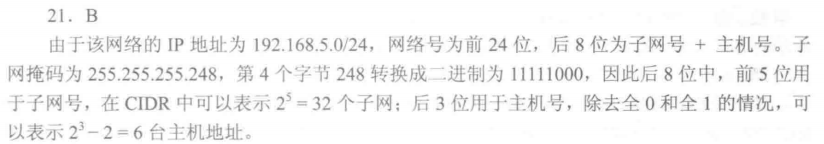 21. B
由于该网络的 IP 地址为 192.168.5.0/24，网络号为前 24 位，后 8 位为子网号 + 主机号。子
网掩码为 255.255.255.248，第 4 个字节 248 转换成二进制为 11111000，因此后 8 位中，前 5 位用
于子网号，在 CIDR 中可以表示 2⁵ = 32 个子网；后 3 位用于主机号，除去全 0 和全 1 的情况，可
以表示 2³ − 2 = 6 台主机地址。